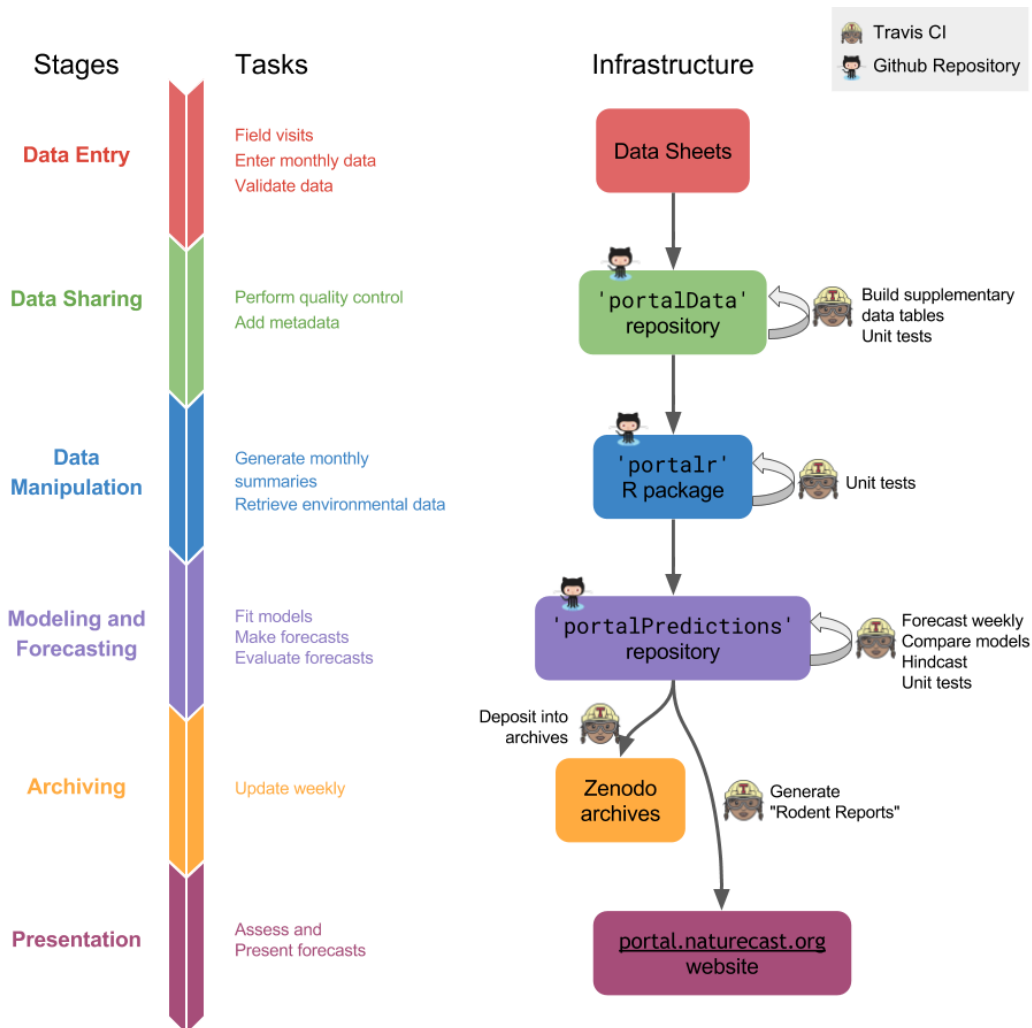 Travis CI
Github Repository
Stages
Tasks
Infrastructure
Data Entry
Field visits
Enter monthly data
Validate data
Data Sheets
Data Sharing
Perform quality control
Add metadata
'portalData'
repository
Build supplementary
data tables
Unit tests
Data
Manipulation
Generate monthly
summaries
Retrieve environmental data
'portalr'
R package
Unit tests
Modeling and
Forecasting
Fit models
Make forecasts
Evaluate forecasts
'portalPredictions'
repository
Forecast weekly
Compare models
Hindcast
Unit tests
Deposit into
archives
Archiving
Update weekly
Zenodo
archives
Generate
"Rodent Reports"
Presentation
Assess and
Present forecasts
portal.naturecast.org
website